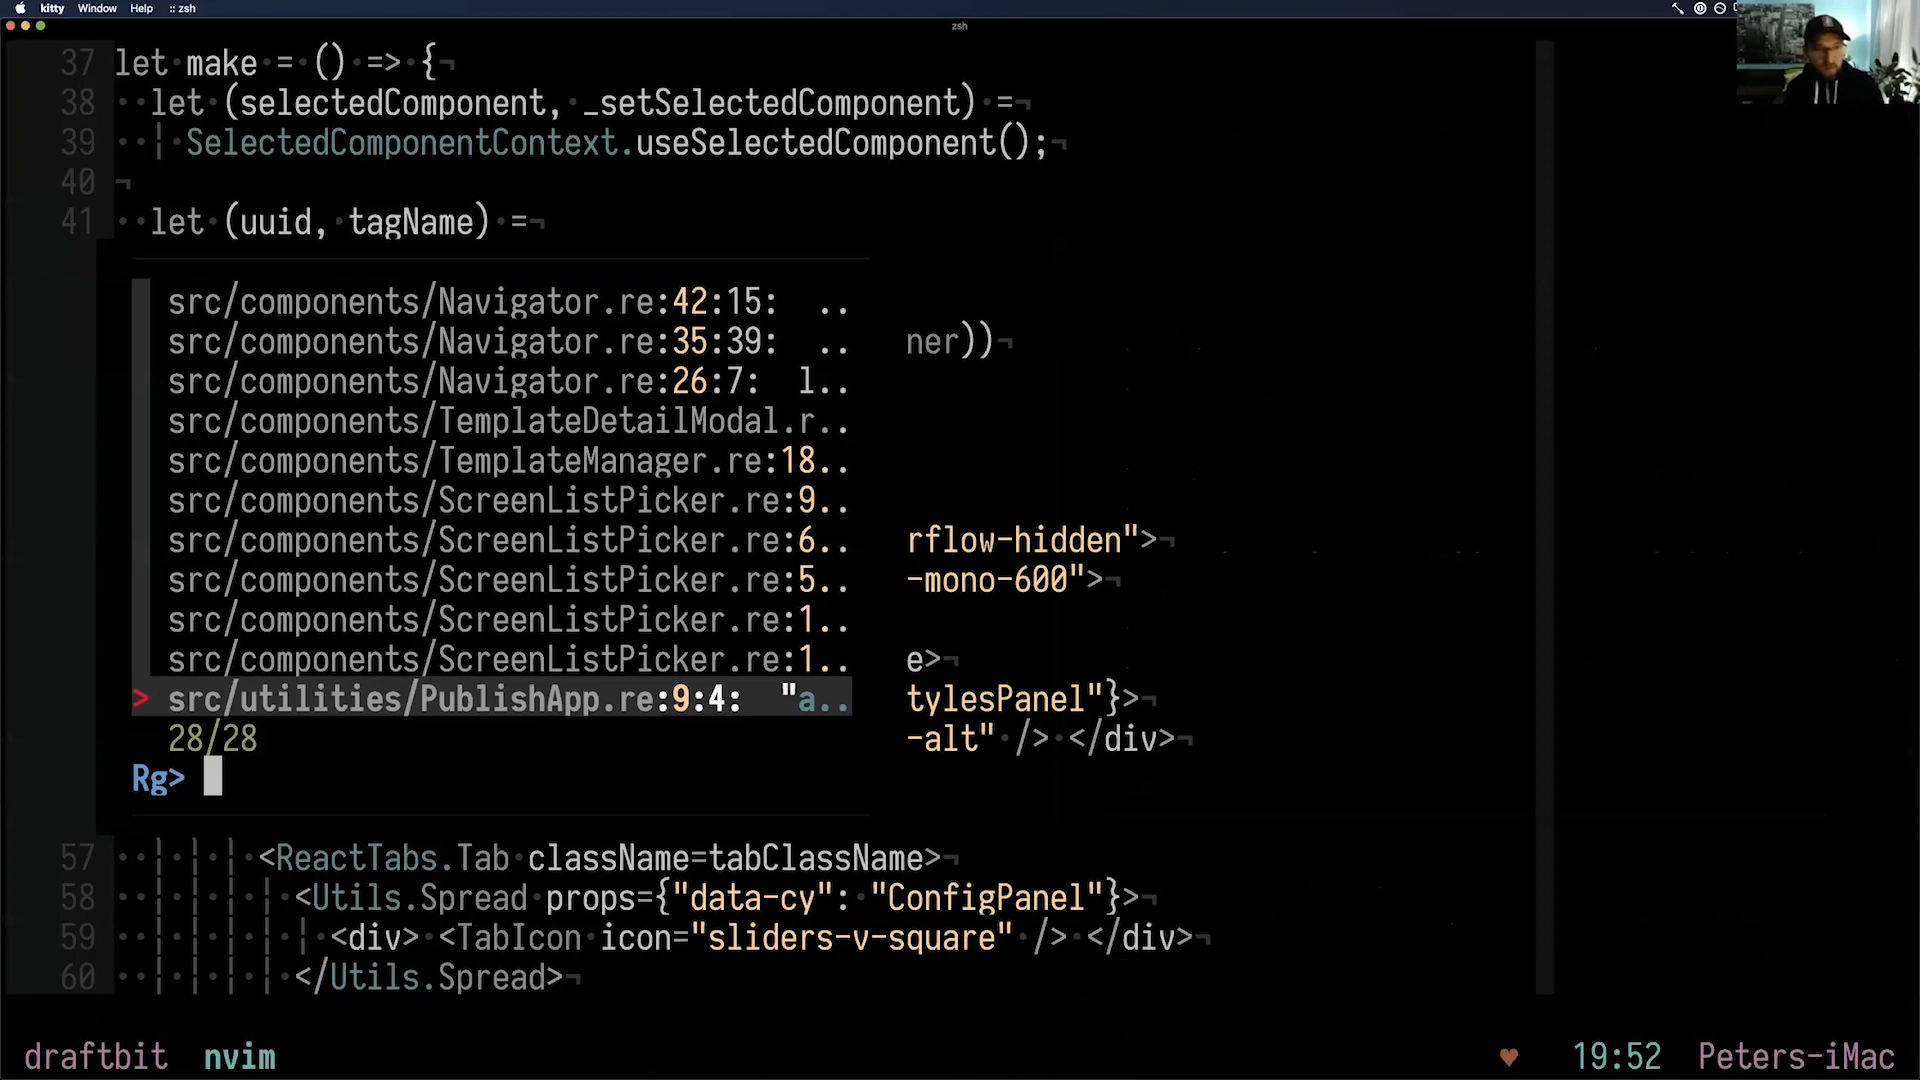 kitty Window Help :: zsh
zsh
37 let make = () => {¬
38 ··let·(selectedComponent,·_setSelectedComponent)·=¬
39 ··¦·SelectedComponentContext.useSelectedComponent();¬
40 ¬
41 ··let·(uuid,·tagName)·=¬
src/components/Navigator.re:42:15:  ..
src/components/Navigator.re:35:39:  .. ner))¬
src/components/Navigator.re:26:7:  l..
src/components/TemplateDetailModal.r..
src/components/TemplateManager.re:18..
src/components/ScreenListPicker.re:9..
src/components/ScreenListPicker.re:6.. rflow-hidden">¬
src/components/ScreenListPicker.re:5.. -mono-600">¬
src/components/ScreenListPicker.re:1..
src/components/ScreenListPicker.re:1.. e>¬
> src/utilities/PublishApp.re:9:4:  "a.. tylesPanel"}>¬
28/28 -alt"·/>·</div>¬
Rg>
57 ··¦·¦·¦·<ReactTabs.Tab·className=tabClassName>¬
58 ··¦·¦·¦·¦·<Utils.Spread·props={"data-cy":·"ConfigPanel"}>¬
59 ··¦·¦·¦·¦·¦·<div>·<TabIcon·icon="sliders-v-square"·/>·</div>¬
60 ··¦·¦·¦·¦·</Utils.Spread>¬
draftbit nvim ♥ 19:52 Peters-iMac